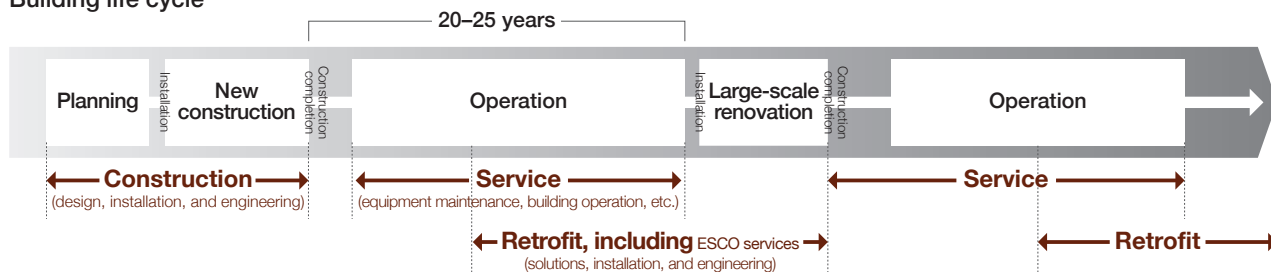 Building life cycle
20–25 years
Planning
Installation
New
construction
Construction
completion
Operation
Installation
Large-scale
renovation
Construction
completion
Operation
Construction
(design, installation, and engineering)
Service
(equipment maintenance, building operation, etc.)
Service
Retrofit, including ESCO services
(solutions, installation, and engineering)
Retrofit